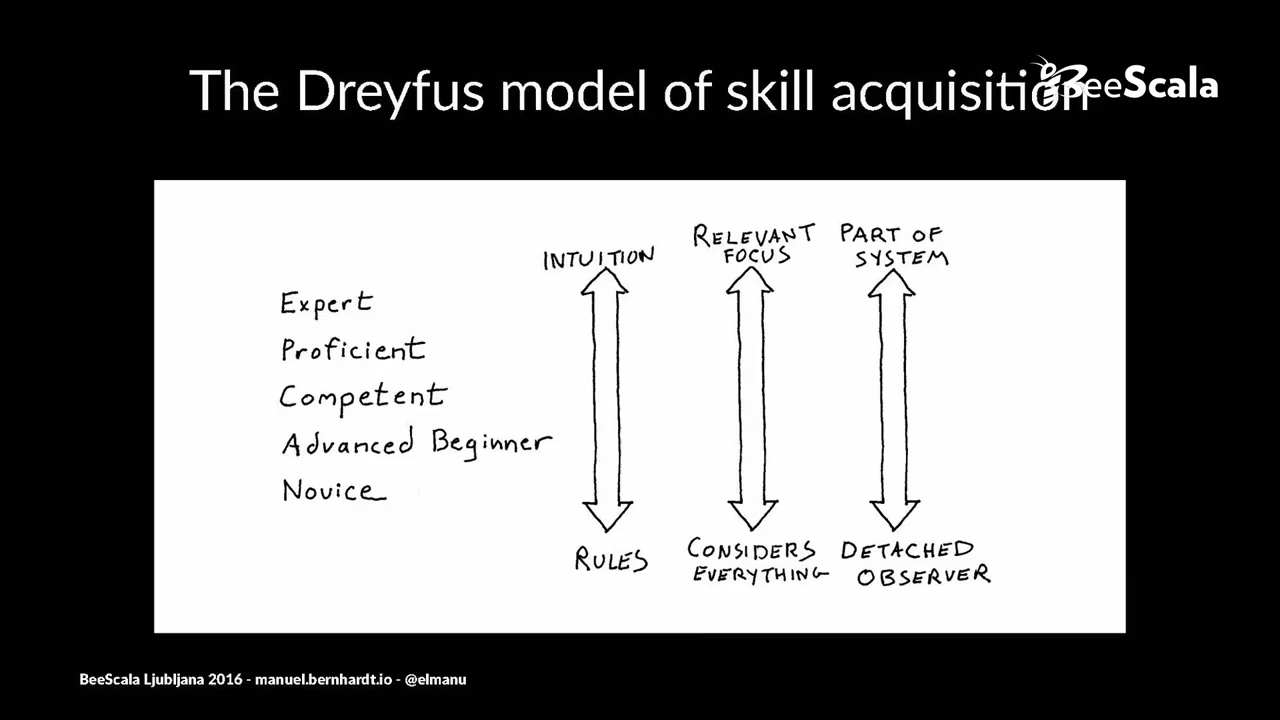 The Dreyfus model of skill acquisition
BeeScala
INTUITION
RELEVANT
FOCUS
PART OF
SYSTEM
Expert
Proficient
Competent
Advanced Beginner
Novice
RULES
CONSIDERS
EVERYTHING
DETACHED
OBSERVER
BeeScala Ljubljana 2016 - manuel.bernhardt.io - @elmanu